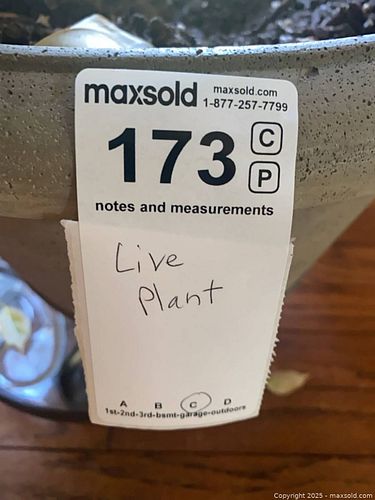 maxsold maxsold.com
1-877-257-7799
173 C
P
notes and measurements
Live
Plant
A B C D
1st-2nd-3rd-bsmt-garage-outdoors
Copyright 2025 - maxsold.com